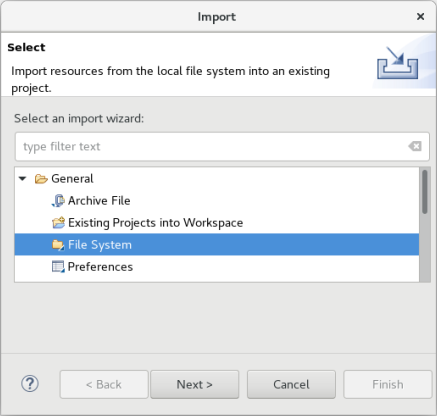 Import
Select
Import resources from the local file system into an existing
project.
Select an import wizard:
type filter text
General
Archive File
Existing Projects into Workspace
File System
Preferences
? < Back Next > Cancel Finish